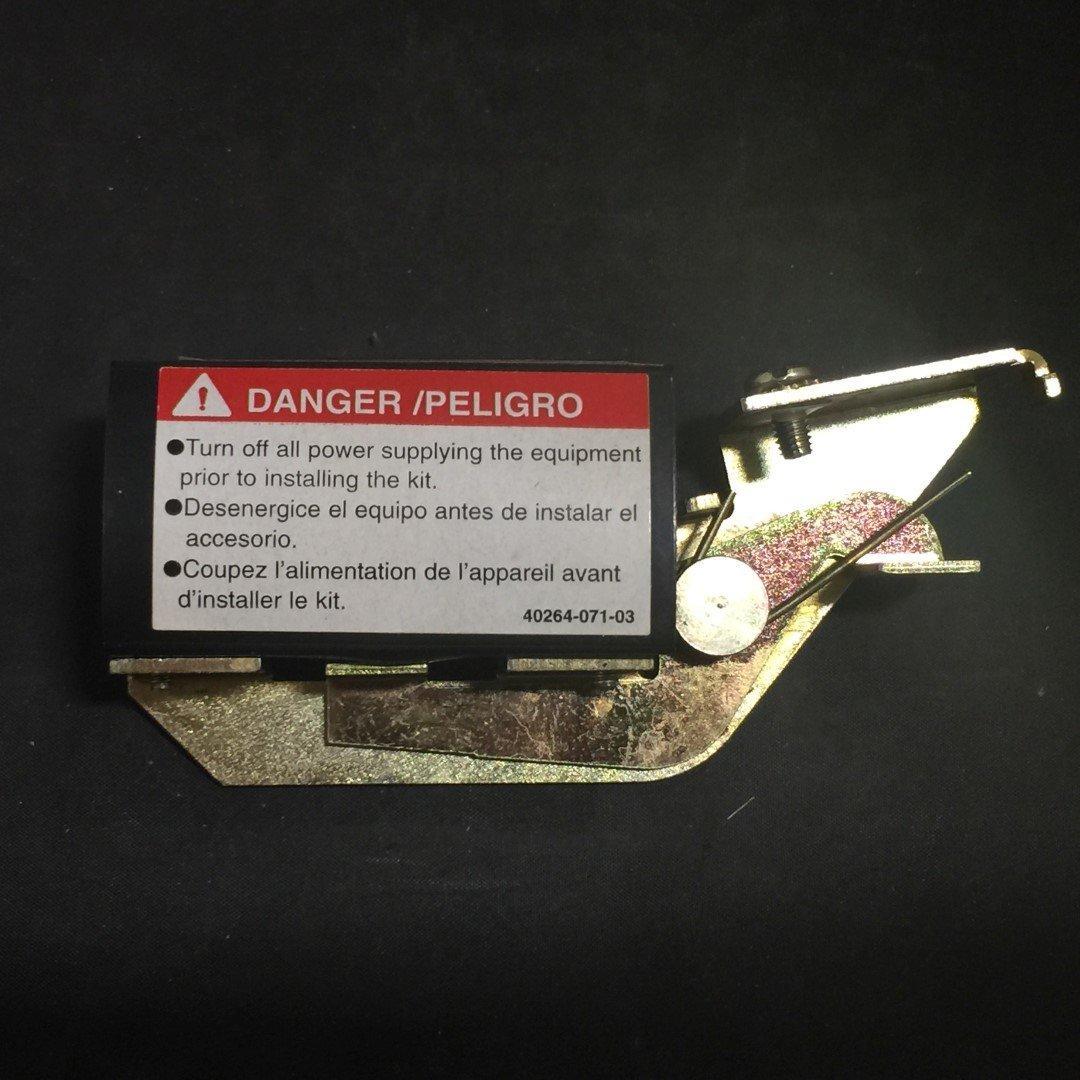 DANGER /PELIGRO
●Turn off all power supplying the equipment
prior to installing the kit.
●Desenergice el equipo antes de instalar el
accesorio.
●Coupez l'alimentation de l'appareil avant
d'installer le kit.
40264-071-03